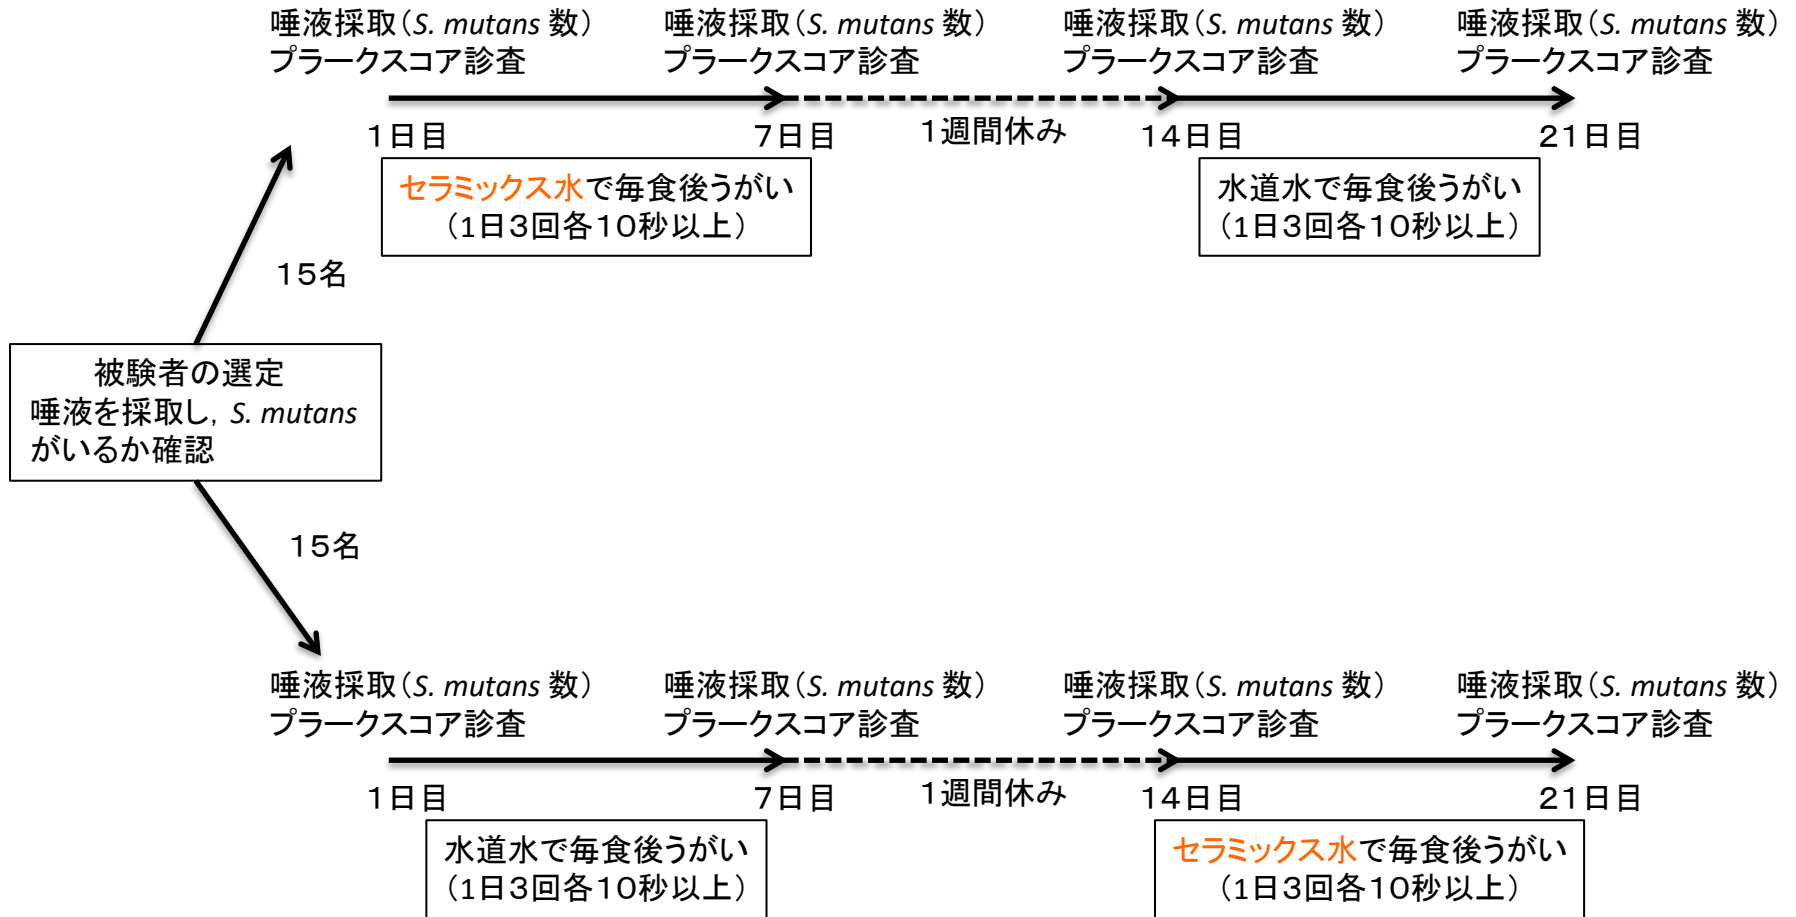 唾液採取（S. mutans 数）
プラークスコア診査
唾液採取（S. mutans 数）
プラークスコア診査
唾液採取（S. mutans 数）
プラークスコア診査
唾液採取（S. mutans 数）
プラークスコア診査
1日目
7日目
1週間休み
14日目
21日目
セラミックス水で毎食後うがい
（1日3回各10秒以上）
水道水で毎食後うがい
（1日3回各10秒以上）
15名
被験者の選定
唾液を採取し，S. mutans
がいるか確認
15名
唾液採取（S. mutans 数）
プラークスコア診査
唾液採取（S. mutans 数）
プラークスコア診査
唾液採取（S. mutans 数）
プラークスコア診査
唾液採取（S. mutans 数）
プラークスコア診査
1日目
7日目
1週間休み
14日目
21日目
水道水で毎食後うがい
（1日3回各10秒以上）
セラミックス水で毎食後うがい
（1日3回各10秒以上）